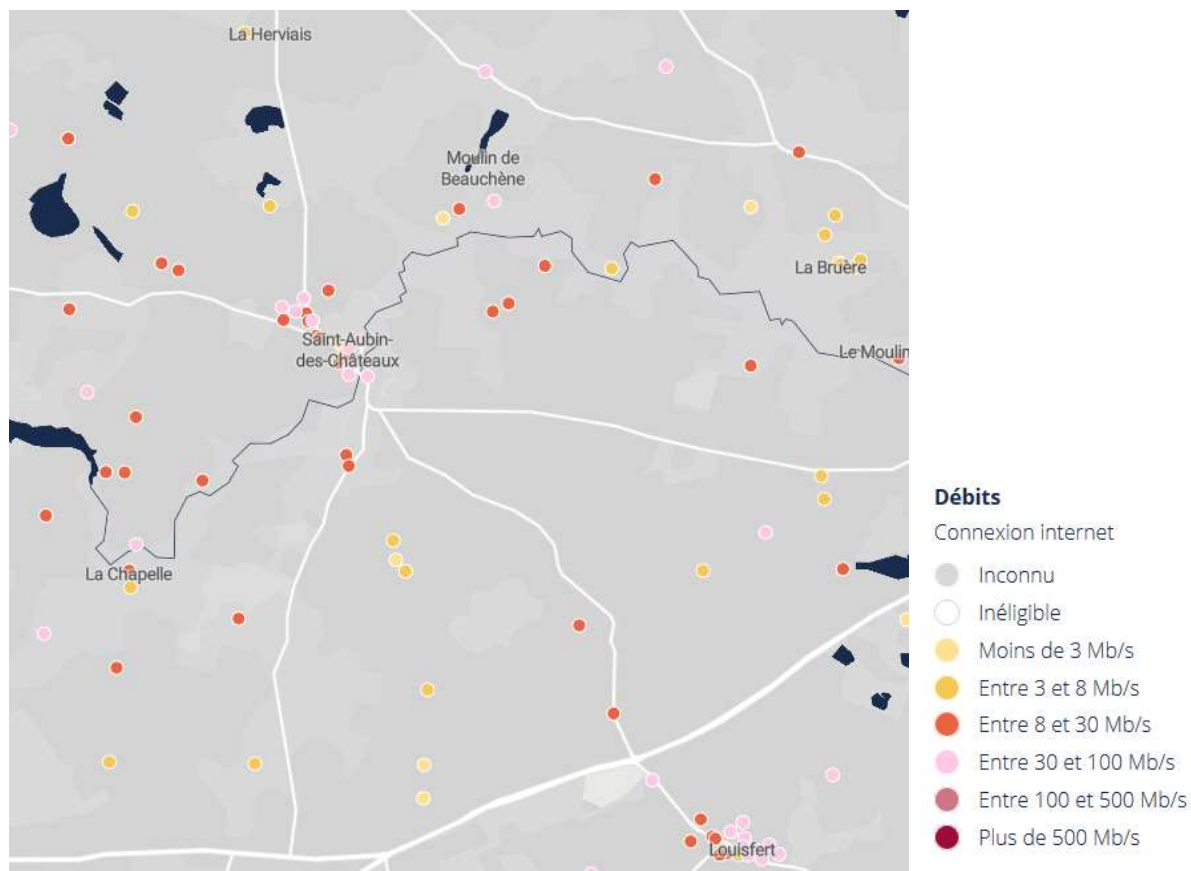 La Herviais
Moulin de
Beauchène
La Bruère
Saint-Aubin-
des-Châteaux
Le Moulin
La Chapelle
Louisfert
Débits
Connexion internet
Inconnu
Inéligible
Moins de 3 Mb/s
Entre 3 et 8 Mb/s
Entre 8 et 30 Mb/s
Entre 30 et 100 Mb/s
Entre 100 et 500 Mb/s
Plus de 500 Mb/s